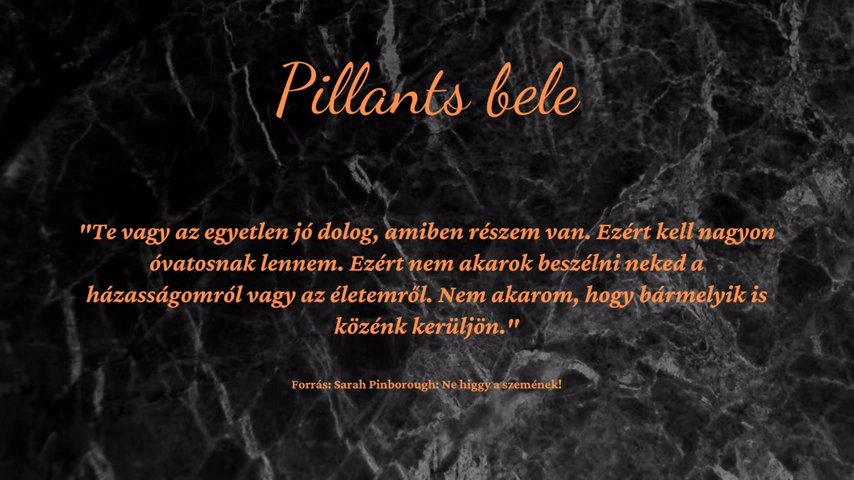 Pillants bele
"Te vagy az egyetlen jó dolog, amiben részem van. Ezért kell nagyon
óvatosnak lennem. Ezért nem akarok beszélni neked a
házasságomról vagy az életemről. Nem akarom, hogy bármelyik is
közénk kerüljön."
Forrás: Sarah Pinborough: Ne higgy a szemének!